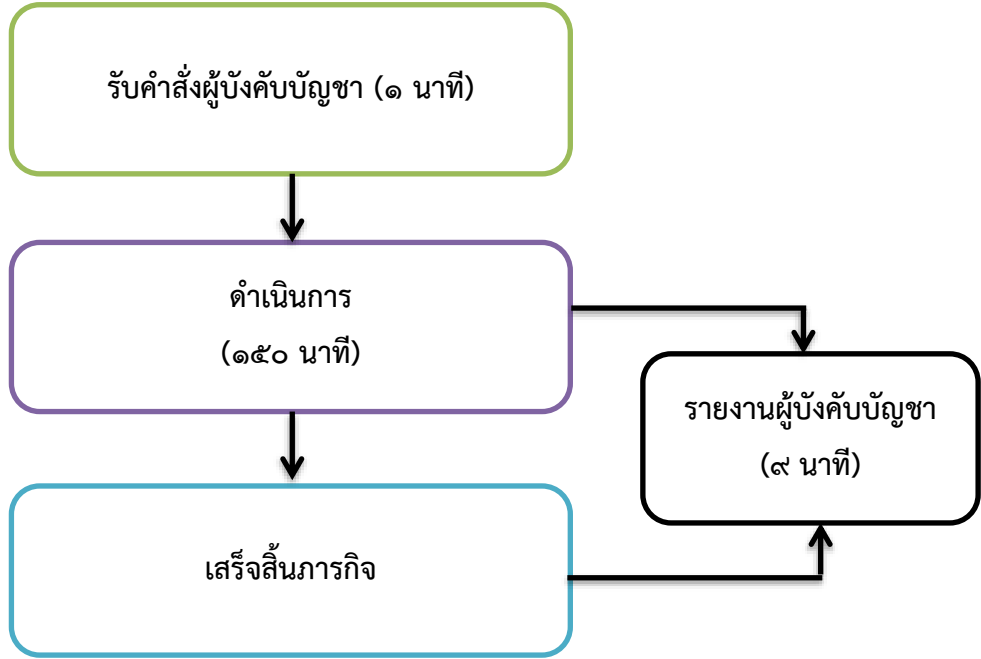 รับคำสั่งผู้บังคับบัญชา (๑ นาที)
ดำเนินการ
(๑๕๐ นาที)
รายงานผู้บังคับบัญชา
(๙ นาที)
เสร็จสิ้นภารกิจ